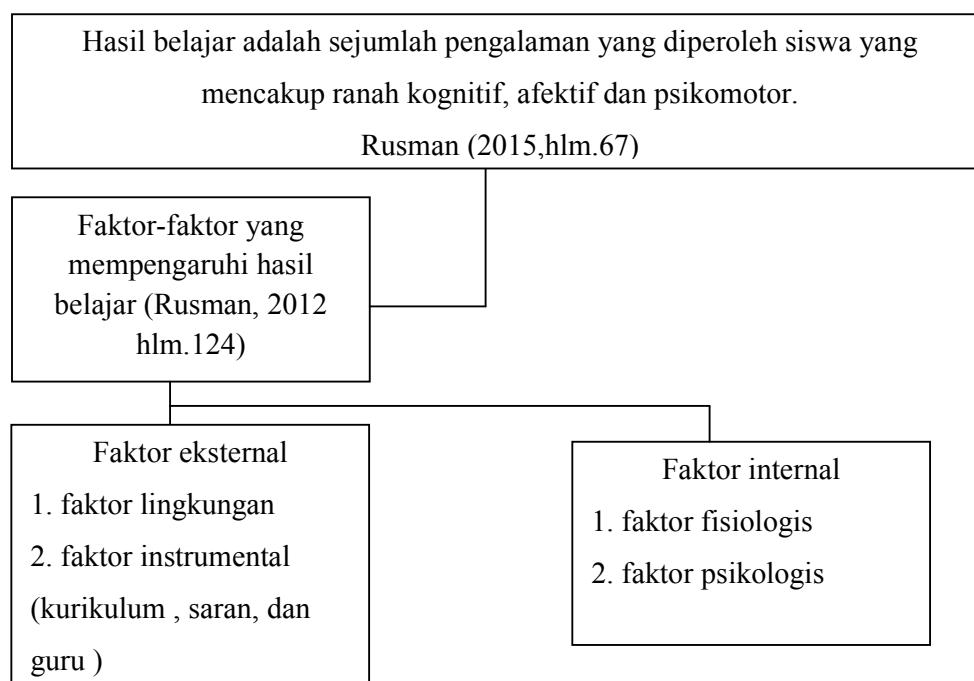 Hasil belajar adalah sejumlah pengalaman yang diperoleh siswa yang
mencakup ranah kognitif, afektif dan psikomotor.
Rusman (2015,hlm.67)
Faktor-faktor yang
mempengaruhi hasil
belajar (Rusman, 2012
hlm.124)
Faktor eksternal
1. faktor lingkungan
2. faktor instrumental
(kurikulum , saran, dan
guru )
Faktor internal
1. faktor fisiologis
2. faktor psikologis